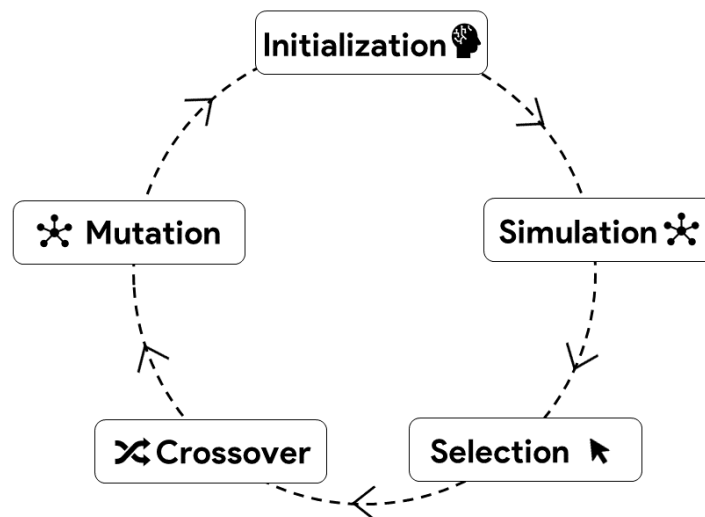 Initialization
Simulation
Selection
Crossover
Mutation